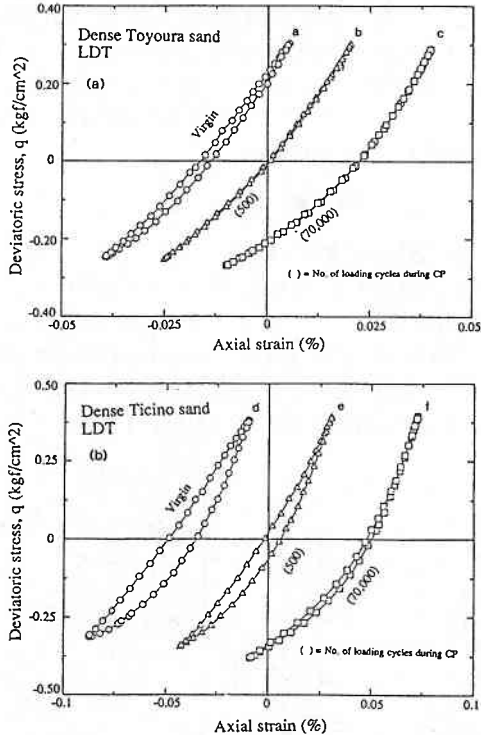 Dense Toyoura sand
LDT
(a)
a
b
c
Virgin
(500)
(70,000)
( ) = No. of loading cycles during CP
Deviatoric stress, q (kgf/cm^2)
0.40
0.20
0
-0.20
-0.40
-0.05
-0.025
0
0.025
0.05
Axial strain (%)
Dense Ticino sand
LDT
(b)
d
e
f
Virgin
(500)
(70,000)
( ) = No. of loading cycles during CP
Deviatoric stress, q (kgf/cm^2)
0.50
0.25
0
-0.25
-0.50
-0.1
-0.05
0
0.05
0.1
Axial strain (%)